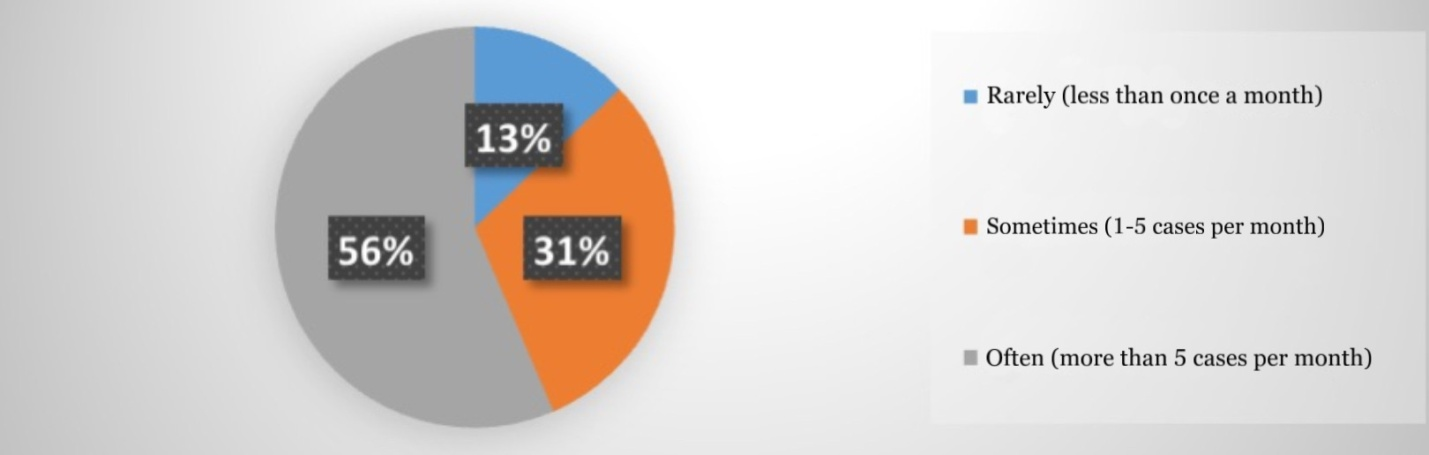 13%
56%
31%
Rarely (less than once a month)
Sometimes (1-5 cases per month)
Often (more than 5 cases per month)